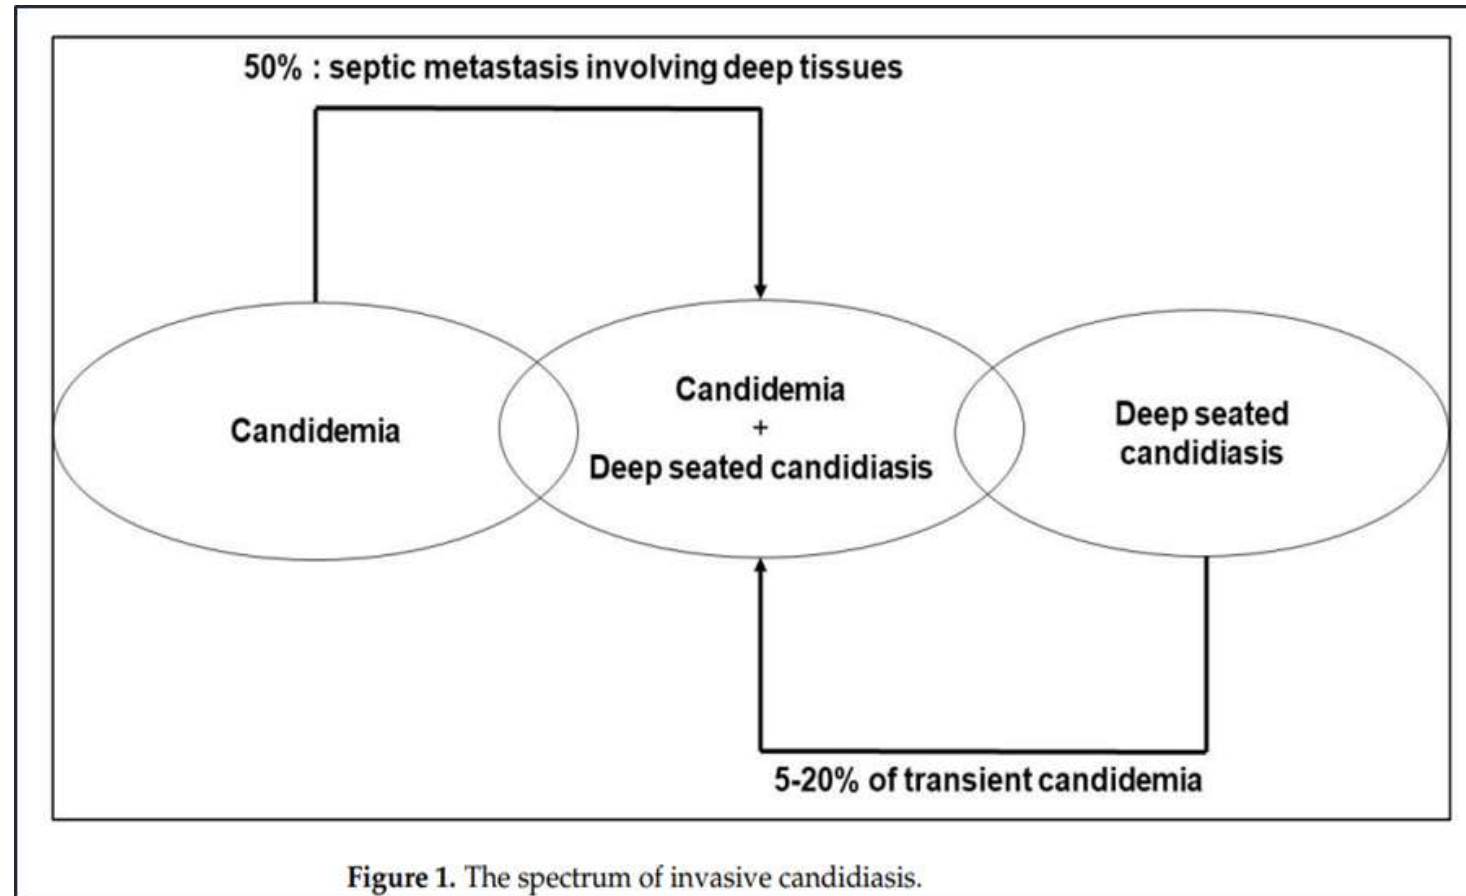 50% : septic metastasis involving deep tissues
Candidemia
Candidemia
+
Deep seated candidiasis
Deep seated
candidiasis
5-20% of transient candidemia
Figure 1. The spectrum of invasive candidiasis.